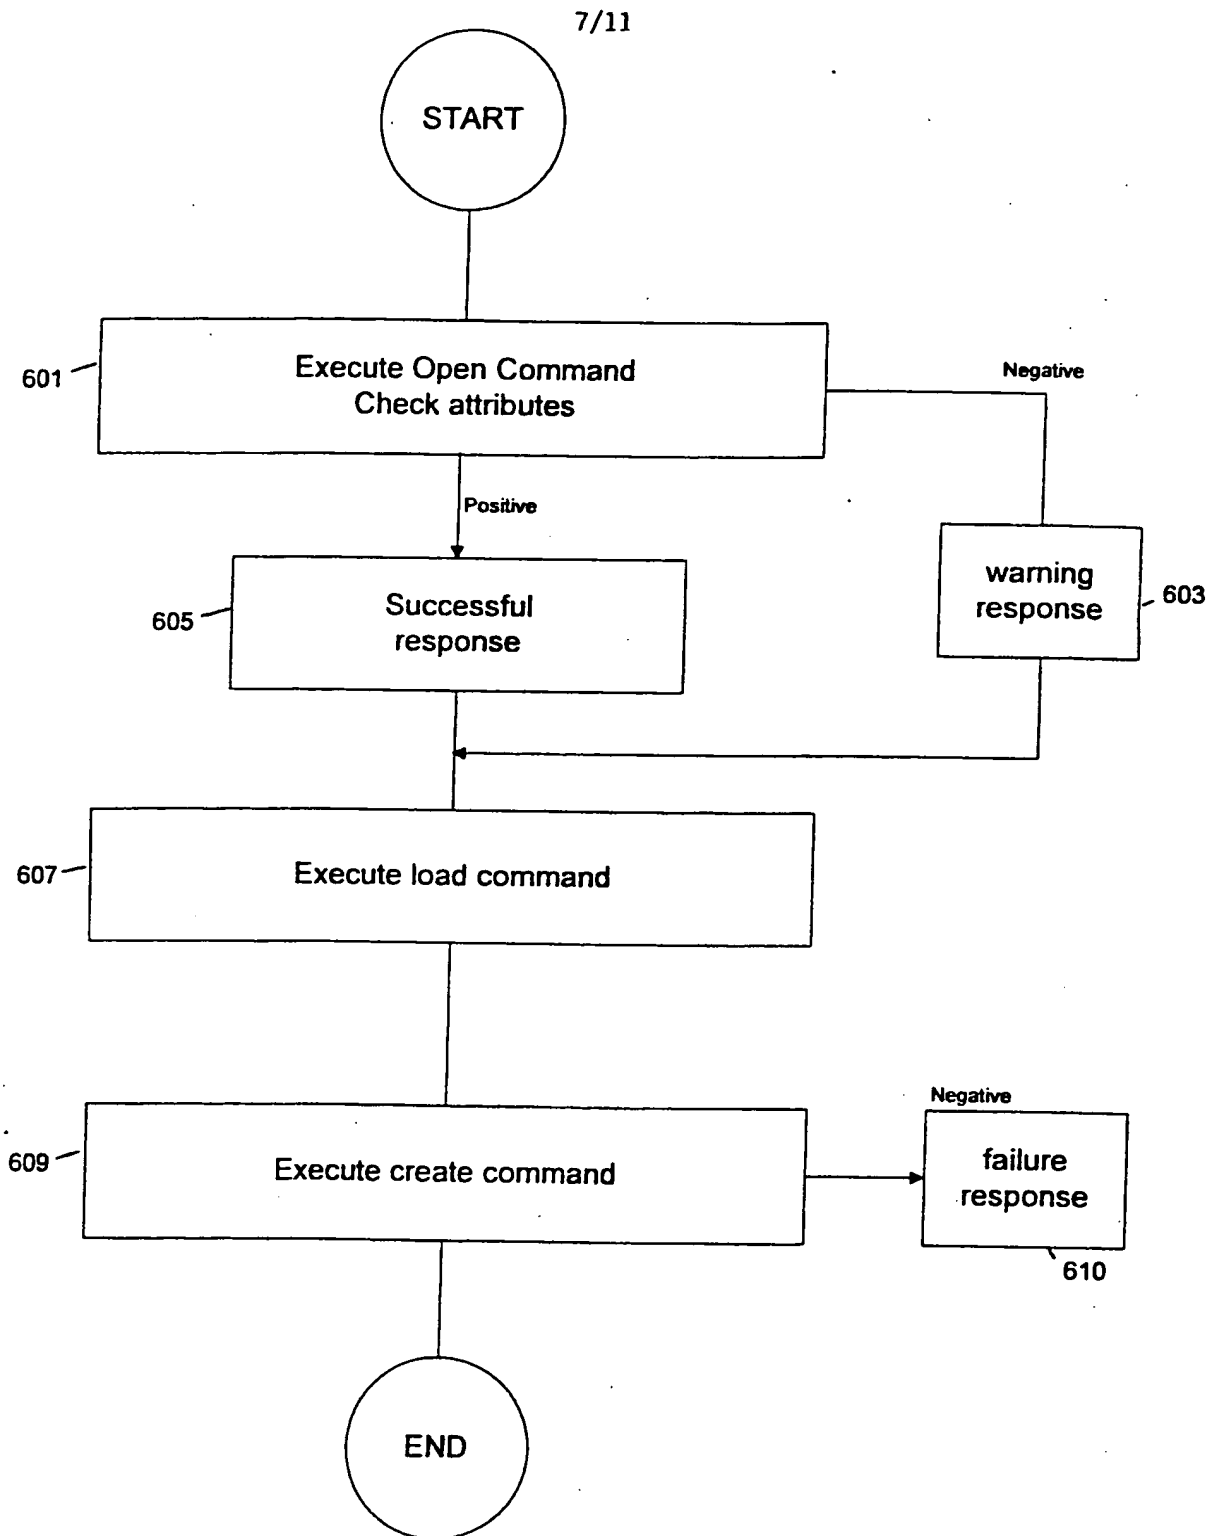 7/11
START
601
Execute Open Command
Check attributes
Negative
Positive
605
Successful
response
warning
response
603
607
Execute load command
609
Execute create command
Negative
failure
response
610
END